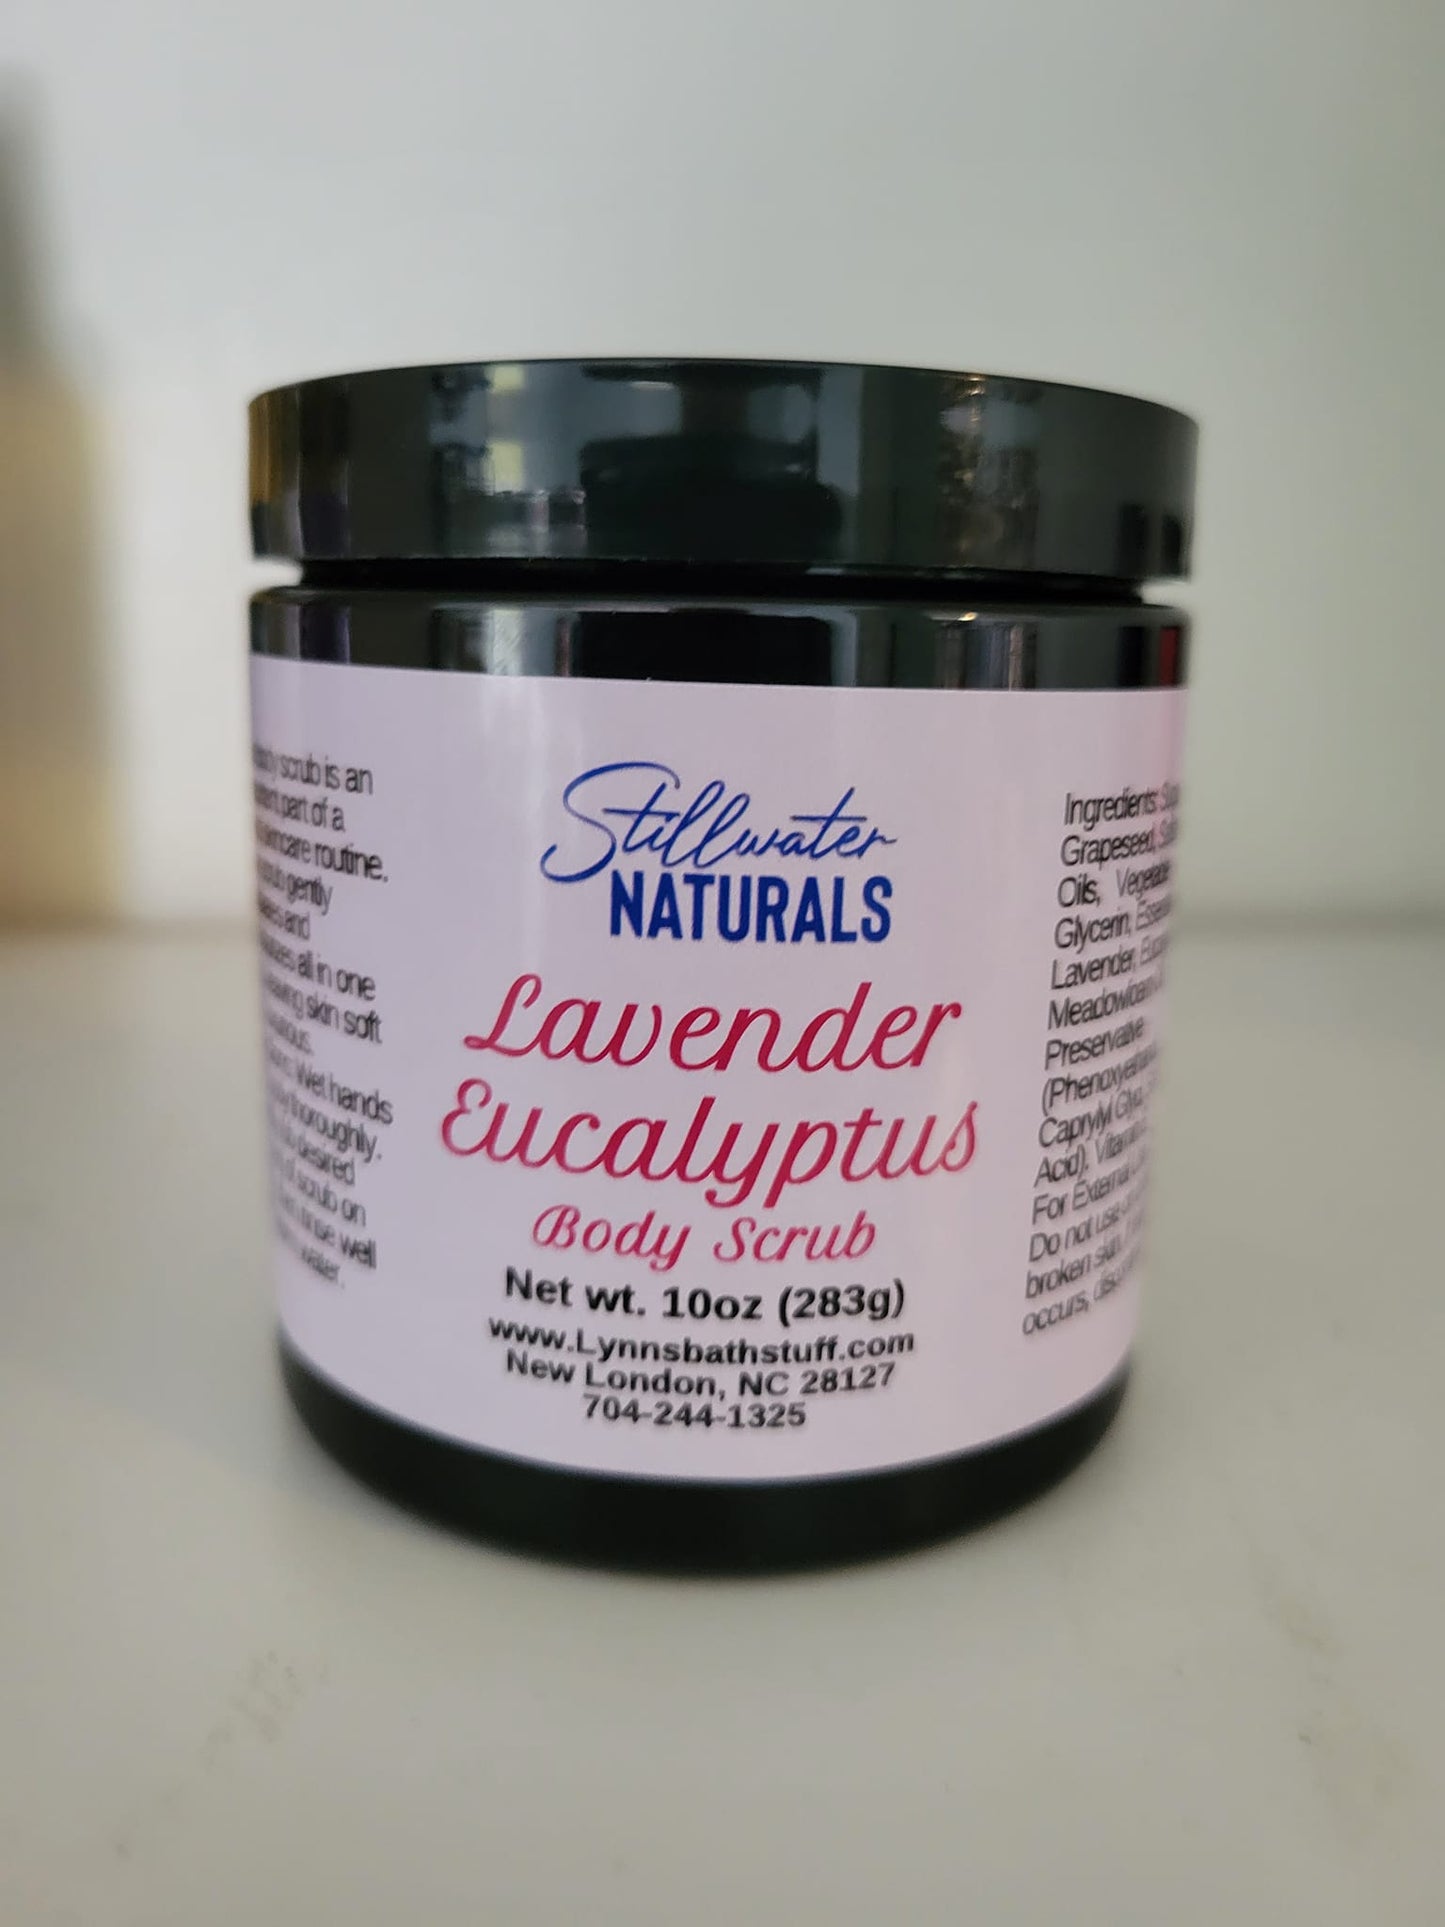 scrub is an
part of a
routine.
gently
and
all in one
skin soft
Wet hands
thoroughly.
desired
of scrub on
rinse well
water.
Stillwater
NATURALS
Lavender
Eucalyptus
Body Scrub
Net wt. 10oz (283g)
www.Lynnsbathstuff.com
New London, NC 28127
704-244-1325
Ingredients:
Grapeseed,
Oils, Vegetable
Glycerin,
Lavender,
Preservative
Acid),
For External
Do not use
broken skin.
occurs,